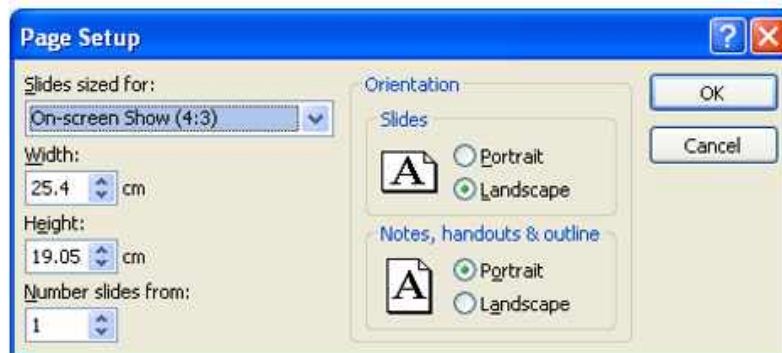 Page Setup
Slides sized for:
On-screen Show (4:3)
Width:
25.4 cm
Height:
19.05 cm
Number slides from:
1
Orientation
Slides
A
Portrait
Landscape
Notes, handouts & outline
A
Portrait
Landscape
OK
Cancel